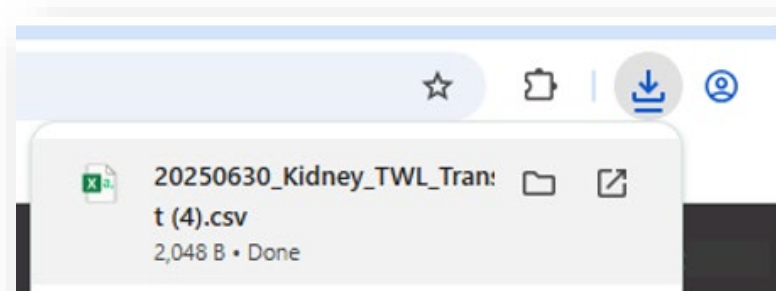 20250630_Kidney_TWL_Trans
t (4).csv
2,048 B • Done